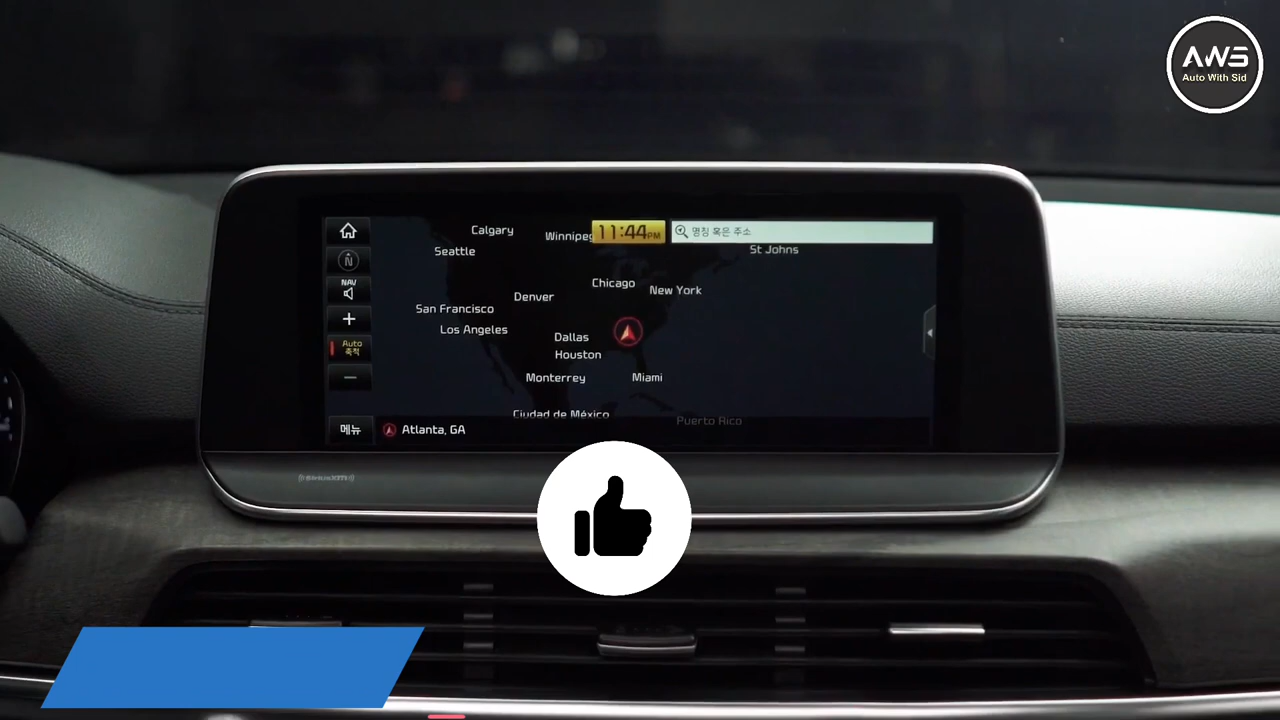 AWS
Auto With Sid
Calgary
Winnipeg
11:44PM
명칭 혹은 주소
Seattle
St Johns
N
NAV
Chicago
New York
Denver
San Francisco
Los Angeles
Dallas
Houston
Auto
축척
Monterrey
Miami
Ciudad de México
Puerto Rico
메뉴
Atlanta, GA
SiriusXM